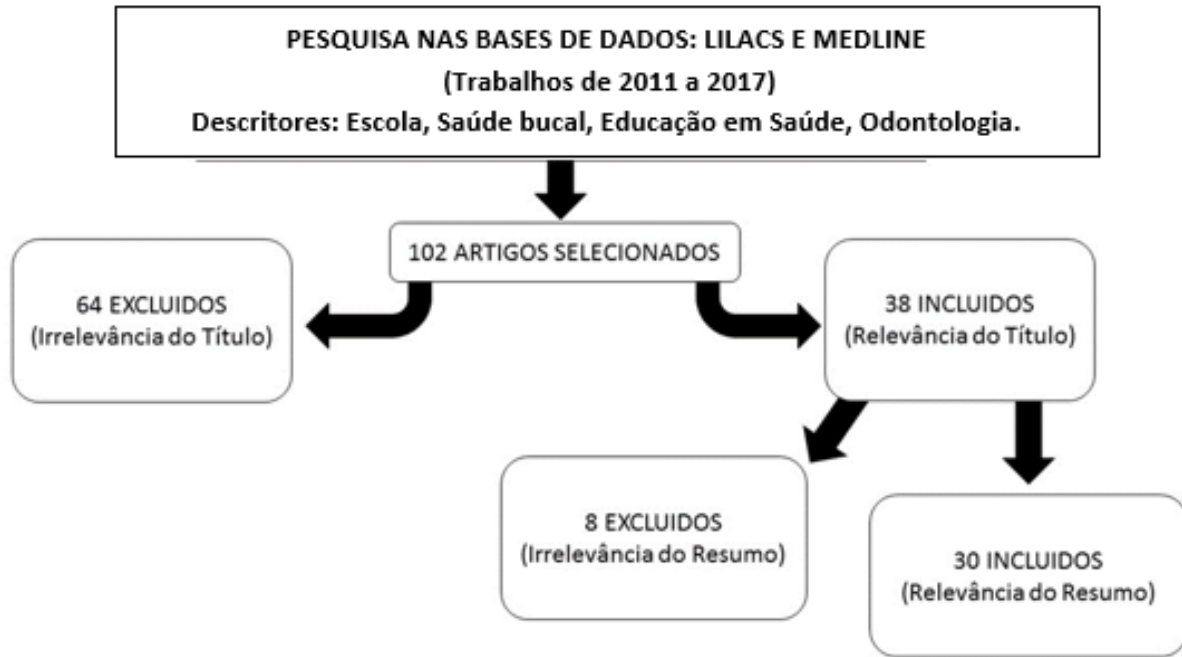 PESQUISA NAS BASES DE DADOS: LILACS E MEDLINE
(Trabalhos de 2011 a 2017)
Descritores: Escola, Saúde bucal, Educação em Saúde, Odontologia.
102 ARTIGOS SELECIONADOS
64 EXCLUIDOS
(Irrelevância do Título)
38 INCLUIDOS
(Relevância do Título)
8 EXCLUIDOS
(Irrelevância do Resumo)
30 INCLUIDOS
(Relevância do Resumo)